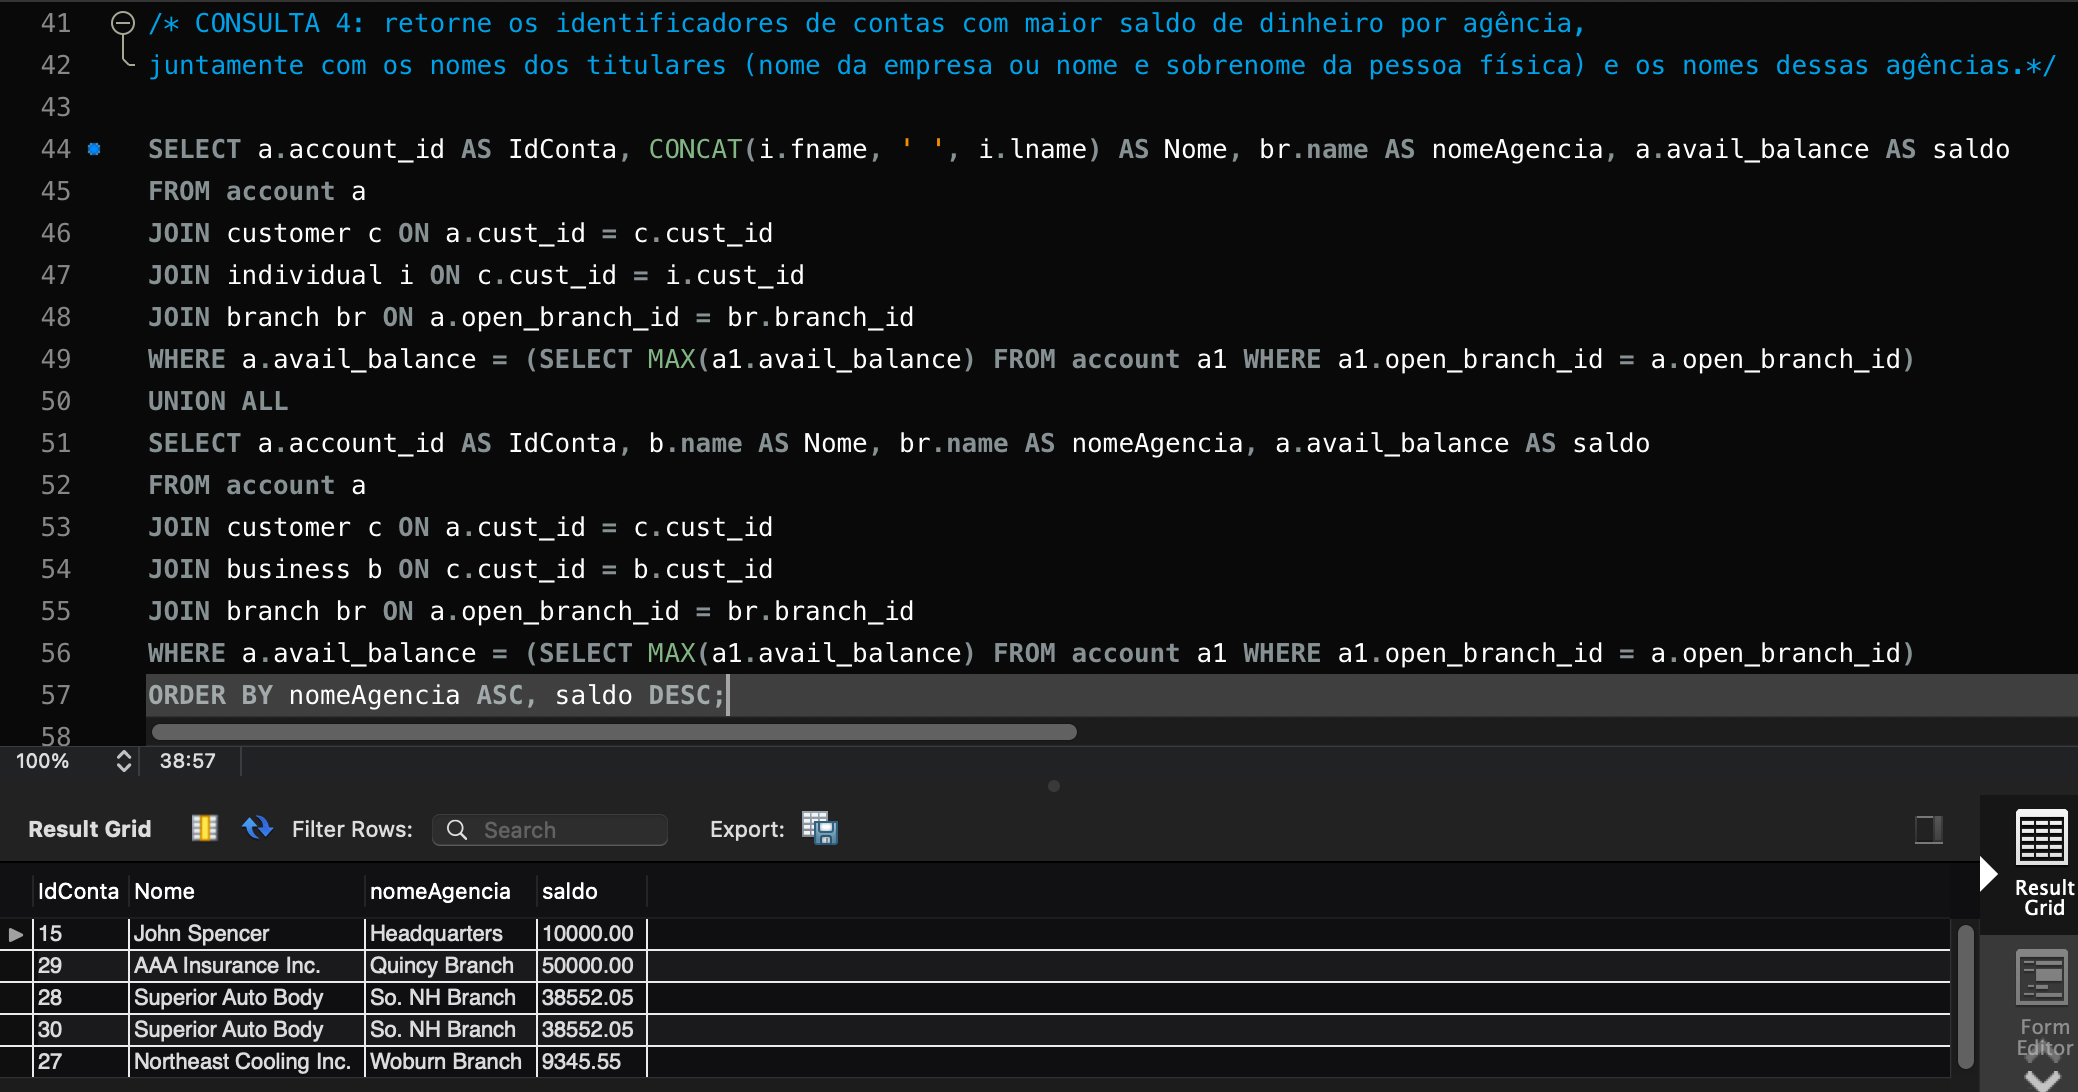 41 /* CONSULTA 4: retorne os identificadores de contas com maior saldo de dinheiro por agência,
42 juntamente com os nomes dos titulares (nome da empresa ou nome e sobrenome da pessoa física) e os nomes dessas agências.*/
43
44 SELECT a.account_id AS IdConta, CONCAT(i.fname, ' ', i.lname) AS Nome, br.name AS nomeAgencia, a.avail_balance AS saldo
45 FROM account a
46 JOIN customer c ON a.cust_id = c.cust_id
47 JOIN individual i ON c.cust_id = i.cust_id
48 JOIN branch br ON a.open_branch_id = br.branch_id
49 WHERE a.avail_balance = (SELECT MAX(a1.avail_balance) FROM account a1 WHERE a1.open_branch_id = a.open_branch_id)
50 UNION ALL
51 SELECT a.account_id AS IdConta, b.name AS Nome, br.name AS nomeAgencia, a.avail_balance AS saldo
52 FROM account a
53 JOIN customer c ON a.cust_id = c.cust_id
54 JOIN business b ON c.cust_id = b.cust_id
55 JOIN branch br ON a.open_branch_id = br.branch_id
56 WHERE a.avail_balance = (SELECT MAX(a1.avail_balance) FROM account a1 WHERE a1.open_branch_id = a.open_branch_id)
57 ORDER BY nomeAgencia ASC, saldo DESC;
58
100% 38:57
Result Grid Filter Rows: Search Export:
IdConta Nome nomeAgencia saldo
15 John Spencer Headquarters 10000.00
29 AAA Insurance Inc. Quincy Branch 50000.00
28 Superior Auto Body So. NH Branch 38552.05
30 Superior Auto Body So. NH Branch 38552.05
27 Northeast Cooling Inc. Woburn Branch 9345.55
Result
Grid
Form
Editor